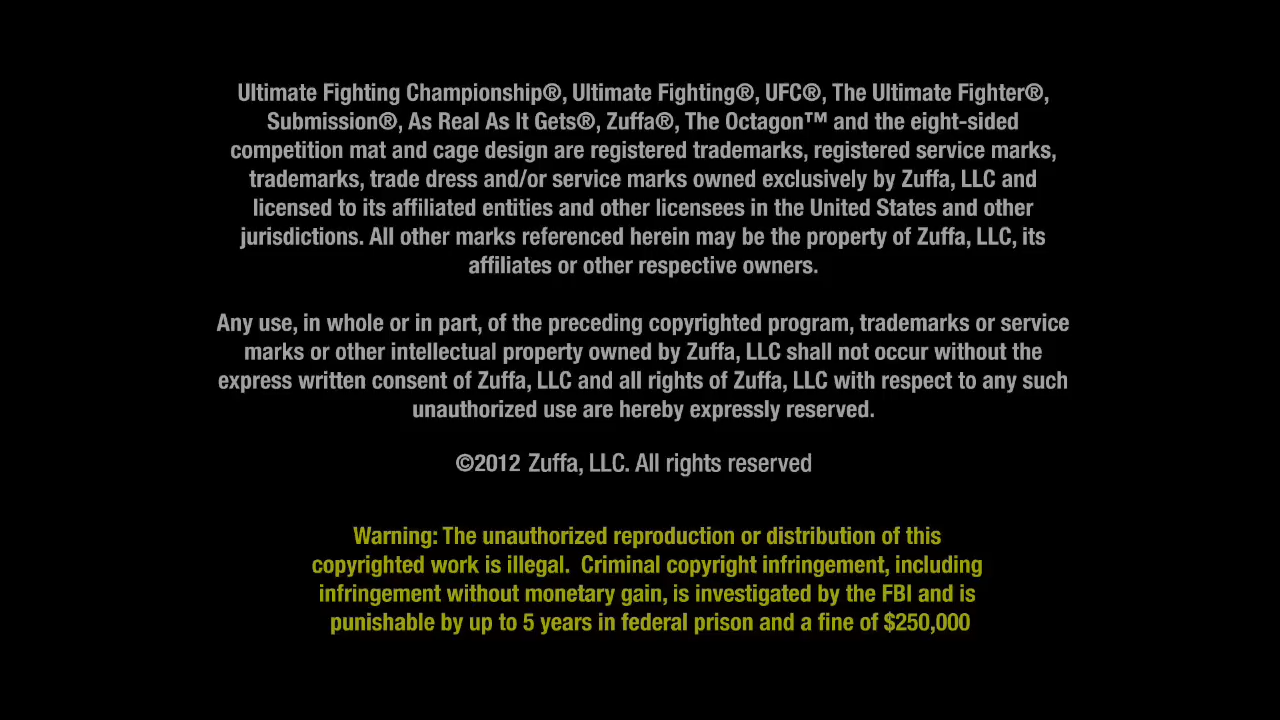 Ultimate Fighting Championship®, Ultimate Fighting®, UFC®, The Ultimate Fighter®,
Submission®, As Real As It Gets®, Zuffa®, The Octagon™ and the eight-sided
competition mat and cage design are registered trademarks, registered service marks,
trademarks, trade dress and/or service marks owned exclusively by Zuffa, LLC and
licensed to its affiliated entities and other licensees in the United States and other
jurisdictions. All other marks referenced herein may be the property of Zuffa, LLC, its
affiliates or other respective owners.
Any use, in whole or in part, of the preceding copyrighted program, trademarks or service
marks or other intellectual property owned by Zuffa, LLC shall not occur without the
express written consent of Zuffa, LLC and all rights of Zuffa, LLC with respect to any such
unauthorized use are hereby expressly reserved.
©2012 Zuffa, LLC. All rights reserved
Warning: The unauthorized reproduction or distribution of this
copyrighted work is illegal.  Criminal copyright infringement, including
infringement without monetary gain, is investigated by the FBI and is
punishable by up to 5 years in federal prison and a fine of $250,000